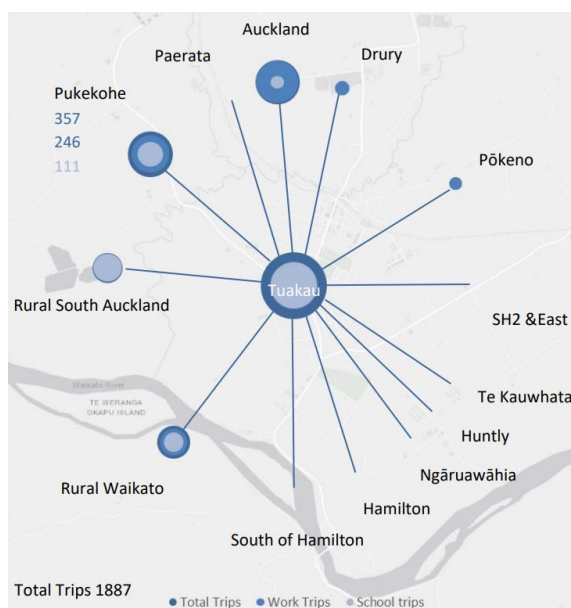 Auckland
Paerata
Drury
Pukekohe
357
246
111
Pōkeno
Tuakau
Rural South Auckland
SH2 &East
Waikato River
TE WERANGA
OKAPU ISLAND
Te Kauwhata
Huntly
Ngāruawāhia
Rural Waikato
Hamilton
South of Hamilton
Total Trips 1887
Total Trips Work Trips School trips